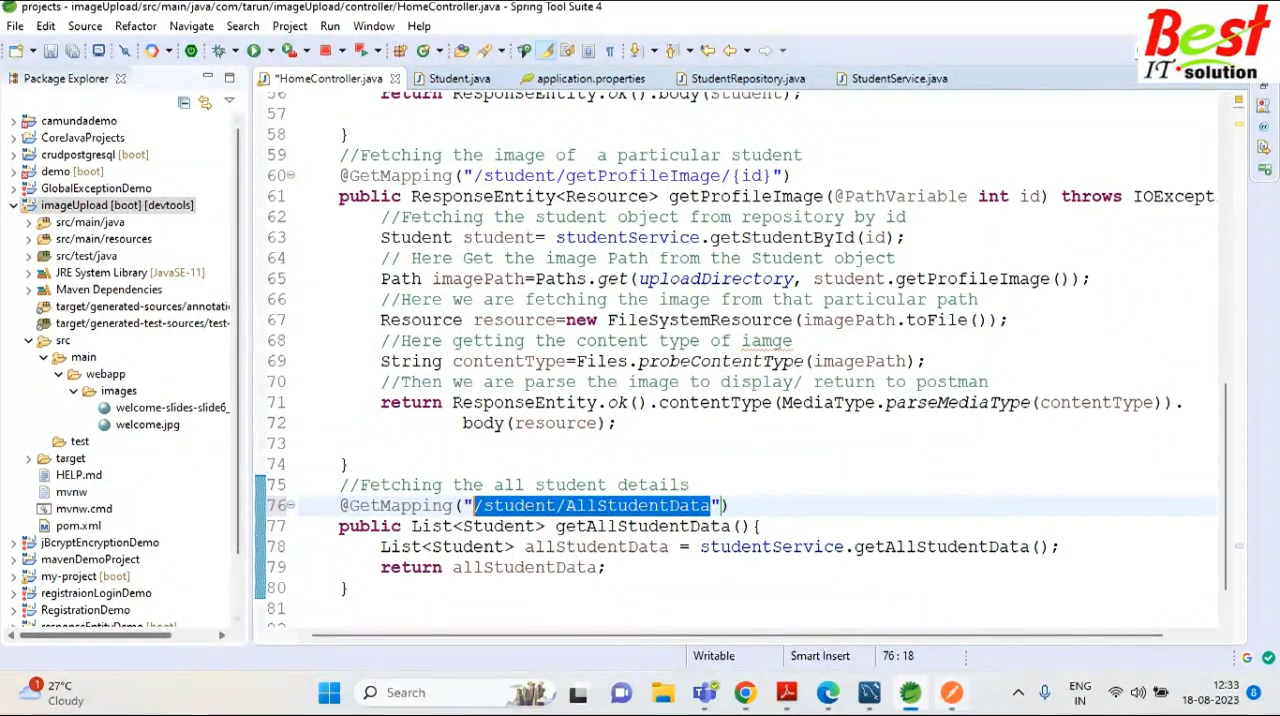 projects - imageUpload/src/main/java/com/tarun/imageUpload/controller/HomeController.java - Spring Tool Suite 4
File Edit Source Refactor Navigate Search Project Run Window Help
Best
IT solution
Package Explorer
*HomeController.java Student.java application.properties StudentRepository.java StudentService.java
camundademo
CoreJavaProjects
crudpostgresql [boot]
demo [boot]
GlobalExceptionDemo
imageUpload [boot] [devtools]
src/main/java
src/main/resources
src/test/java
JRE System Library [JavaSE-11]
Maven Dependencies
target/generated-sources/annotati
target/generated-test-sources/test-
src
main
webapp
images
welcome-slides-slide6_
welcome.jpg
test
target
HELP.md
mvnw
mvnw.cmd
pom.xml
jBcryptEncryptionDemo
mavenDemoProject
my-project [boot]
registraionLoginDemo
RegistrationDemo
responseEntityDemo [boot]
56 return ResponseEntity.ok().body(student);
57
58 }
59 //Fetching the image of a particular student
60 @GetMapping("/student/getProfileImage/{id}")
61 public ResponseEntity<Resource> getProfileImage(@PathVariable int id) throws IOExcept
62 //Fetching the student object from repository by id
63 Student student= studentService.getStudentById(id);
64 // Here Get the image Path from the Student object
65 Path imagePath=Paths.get(uploadDirectory, student.getProfileImage());
66 //Here we are fetching the image from that particular path
67 Resource resource=new FileSystemResource(imagePath.toFile());
68 //Here getting the content type of iamge
69 String contentType=Files.probeContentType(imagePath);
70 //Then we are parse the image to display/ return to postman
71 return ResponseEntity.ok().contentType(MediaType.parseMediaType(contentType)).
72 body(resource);
73
74 }
75 //Fetching the all student details
76 @GetMapping("/student/AllStudentData")
77 public List<Student> getAllStudentData(){
78 List<Student> allStudentData = studentService.getAllStudentData();
79 return allStudentData;
80 }
81
Writable Smart Insert 76 : 18
1
27°C
Cloudy
Search
ENG
IN
12:33
18-08-2023
8